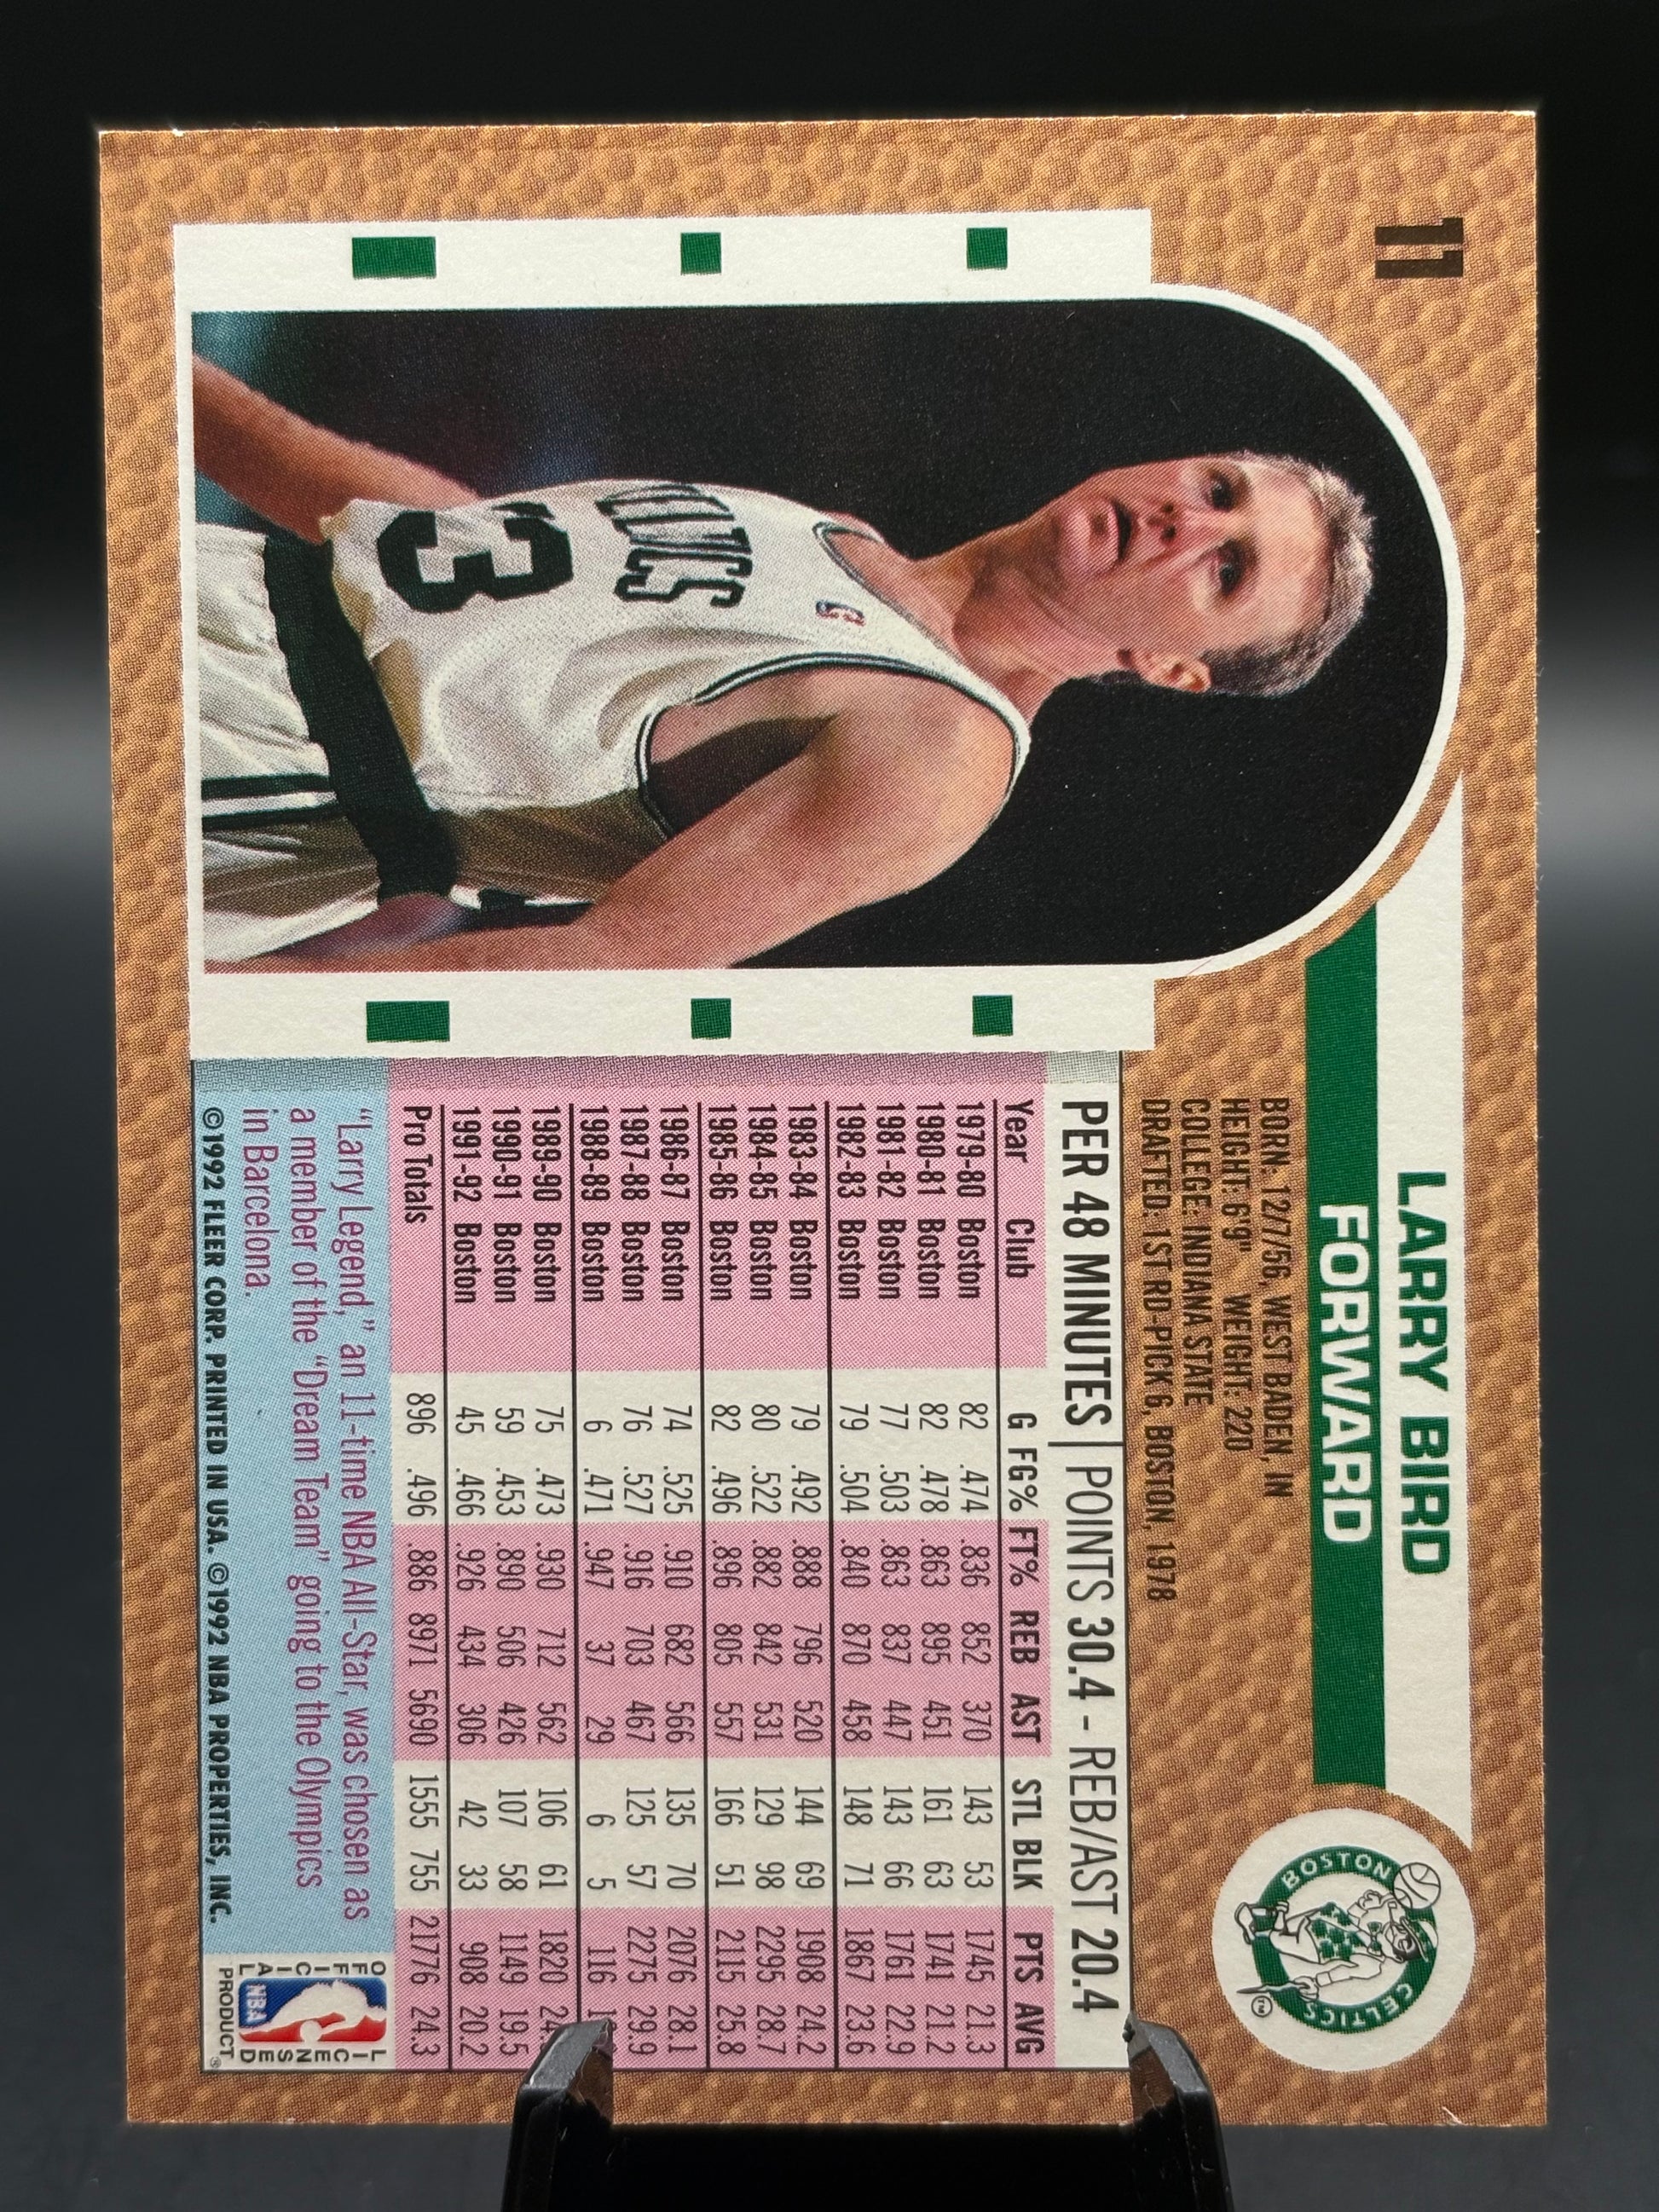 11
LARRY BIRD
FORWARD
BOSTON CELTICS TM
BORN: 12/7/56, WEST BADEN, IN
HEIGHT: 6'9" WEIGHT: 220
COLLEGE: INDIANA STATE
DRAFTED: 1ST RD-PICK 6, BOSTON, 1978
LTICS
3
PER 48 MINUTES | POINTS 30.4 - REB/AST 20.4
Year Club G FG% FT% REB AST STL BLK PTS AVG
1979-80 Boston 82 .474 .836 852 370 143 53 1745 21.3
1980-81 Boston 82 .478 .863 895 451 161 63 1741 21.2
1981-82 Boston 77 .503 .863 837 447 143 66 1761 22.9
1982-83 Boston 79 .504 .840 870 458 148 71 1867 23.6
1983-84 Boston 79 .492 .888 796 520 144 69 1908 24.2
1984-85 Boston 80 .522 .882 842 531 129 98 2295 28.7
1985-86 Boston 82 .496 .896 805 557 166 51 2115 25.8
1986-87 Boston 74 .525 .910 682 566 135 70 2076 28.1
1987-88 Boston 76 .527 .916 703 467 125 57 2275 29.9
1988-89 Boston 6 .471 .947 37 29 6 5 116
1989-90 Boston 75 .473 .930 712 562 106 61 1820
1990-91 Boston 59 .453 .890 506 426 107 58 1149 19.5
1991-92 Boston 45 .466 .926 434 306 42 33 908 20.2
Pro Totals 896 .496 .886 8971 5690 1555 755 21776 24.3
"Larry Legend," an 11-time NBA All-Star, was chosen as
a member of the "Dream Team" going to the Olympics
in Barcelona.
©1992 FLEER CORP. PRINTED IN USA. ©1992 NBA PROPERTIES, INC.
OFFICIAL
NBA
LICENSED
PRODUCT®